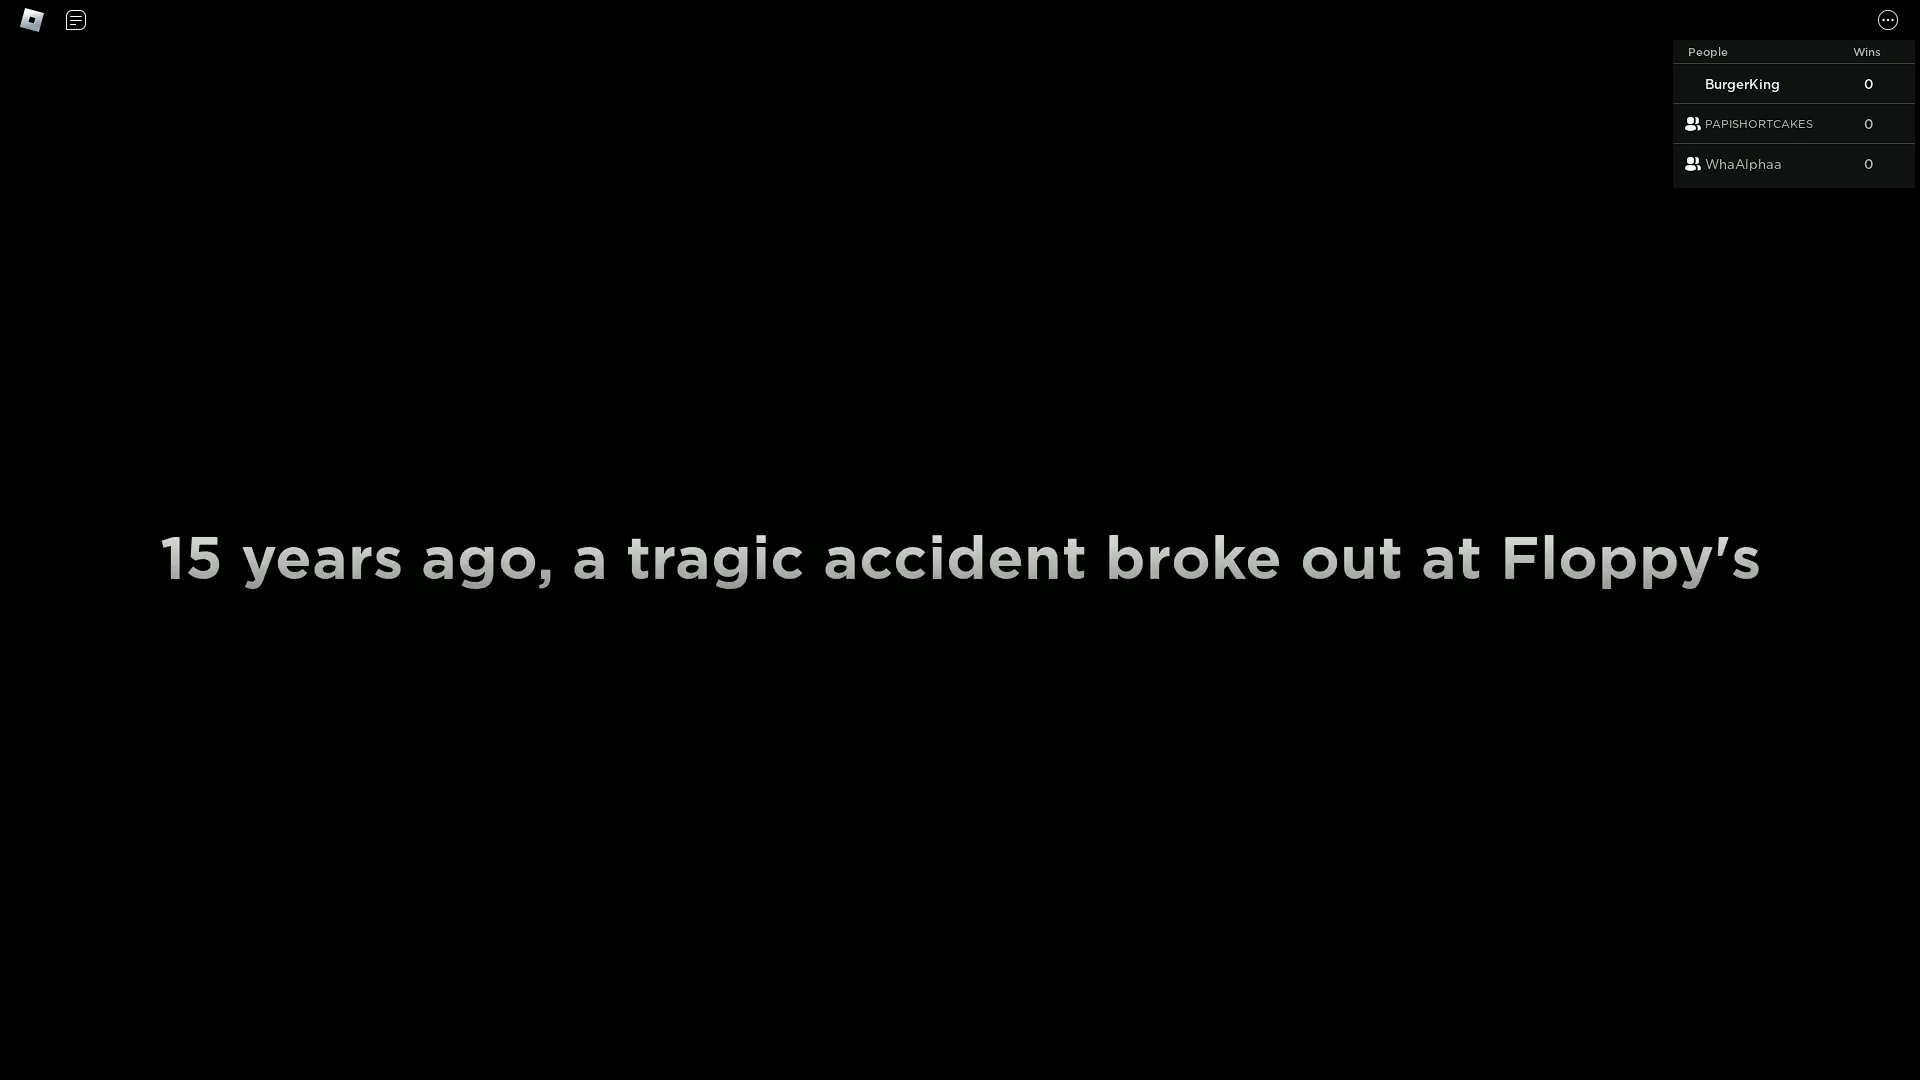 People Wins
BurgerKing 0
PAPISHORTCAKES 0
WhaAlphaa 0
15 years ago, a tragic accident broke out at Floppy's